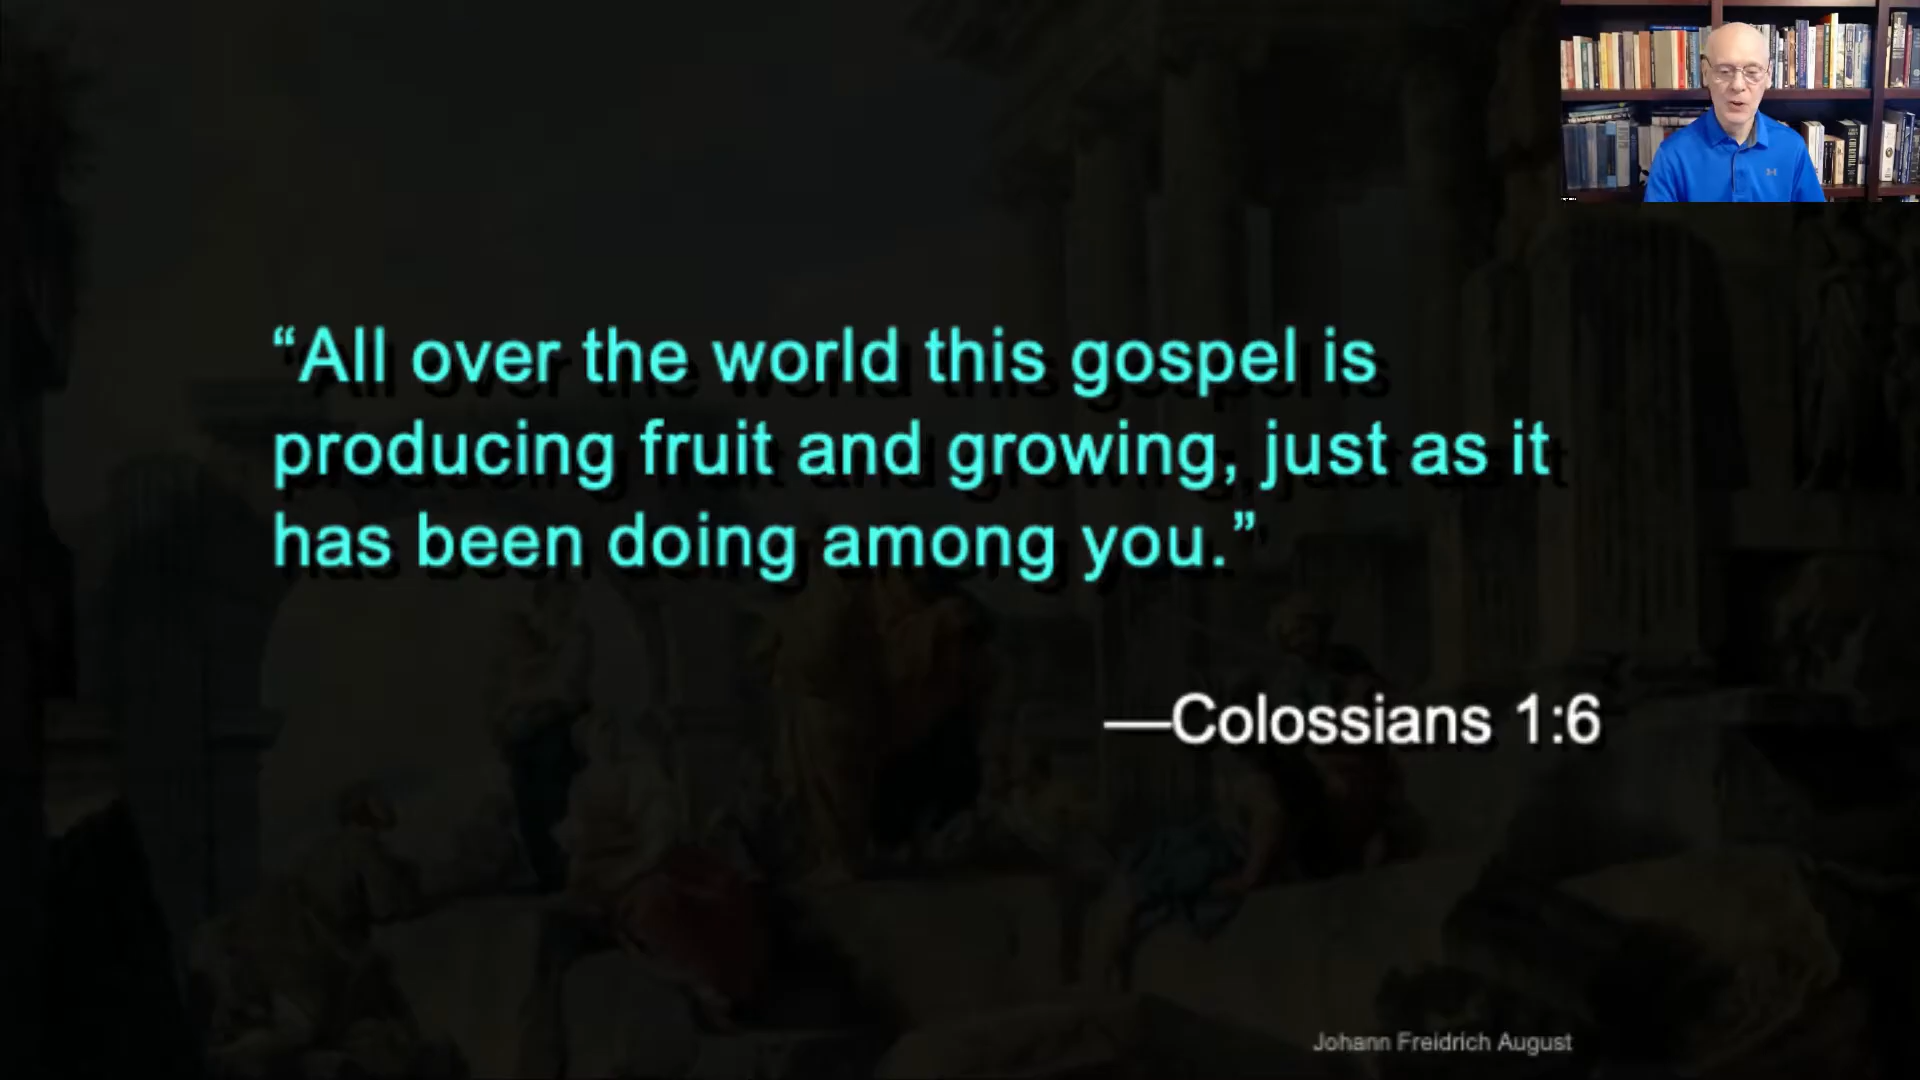 “All over the world this gospel is
producing fruit and growing, just as it
has been doing among you.”
—Colossians 1:6
Johann Freidrich August